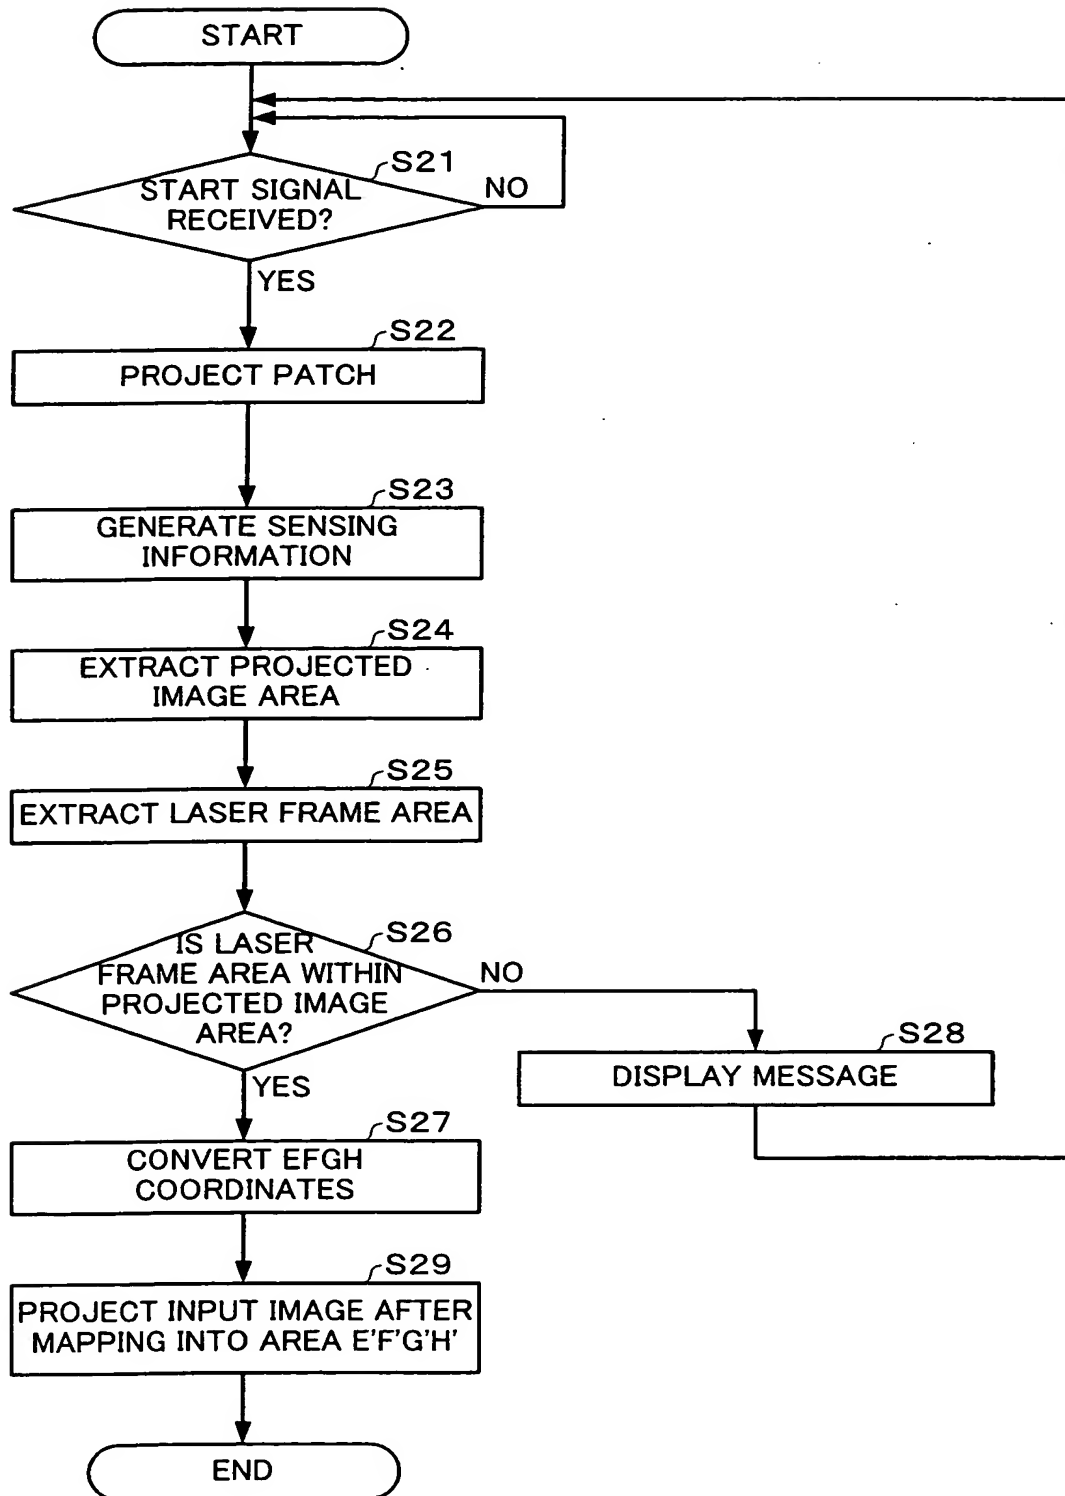 START
S21
START SIGNAL
RECEIVED?
NO
YES
S22
PROJECT PATCH
S23
GENERATE SENSING
INFORMATION
S24
EXTRACT PROJECTED
IMAGE AREA
S25
EXTRACT LASER FRAME AREA
S26
IS LASER
FRAME AREA WITHIN
PROJECTED IMAGE
AREA?
NO
YES
S28
DISPLAY MESSAGE
S27
CONVERT EFGH
COORDINATES
S29
PROJECT INPUT IMAGE AFTER
MAPPING INTO AREA E'F'G'H'
END